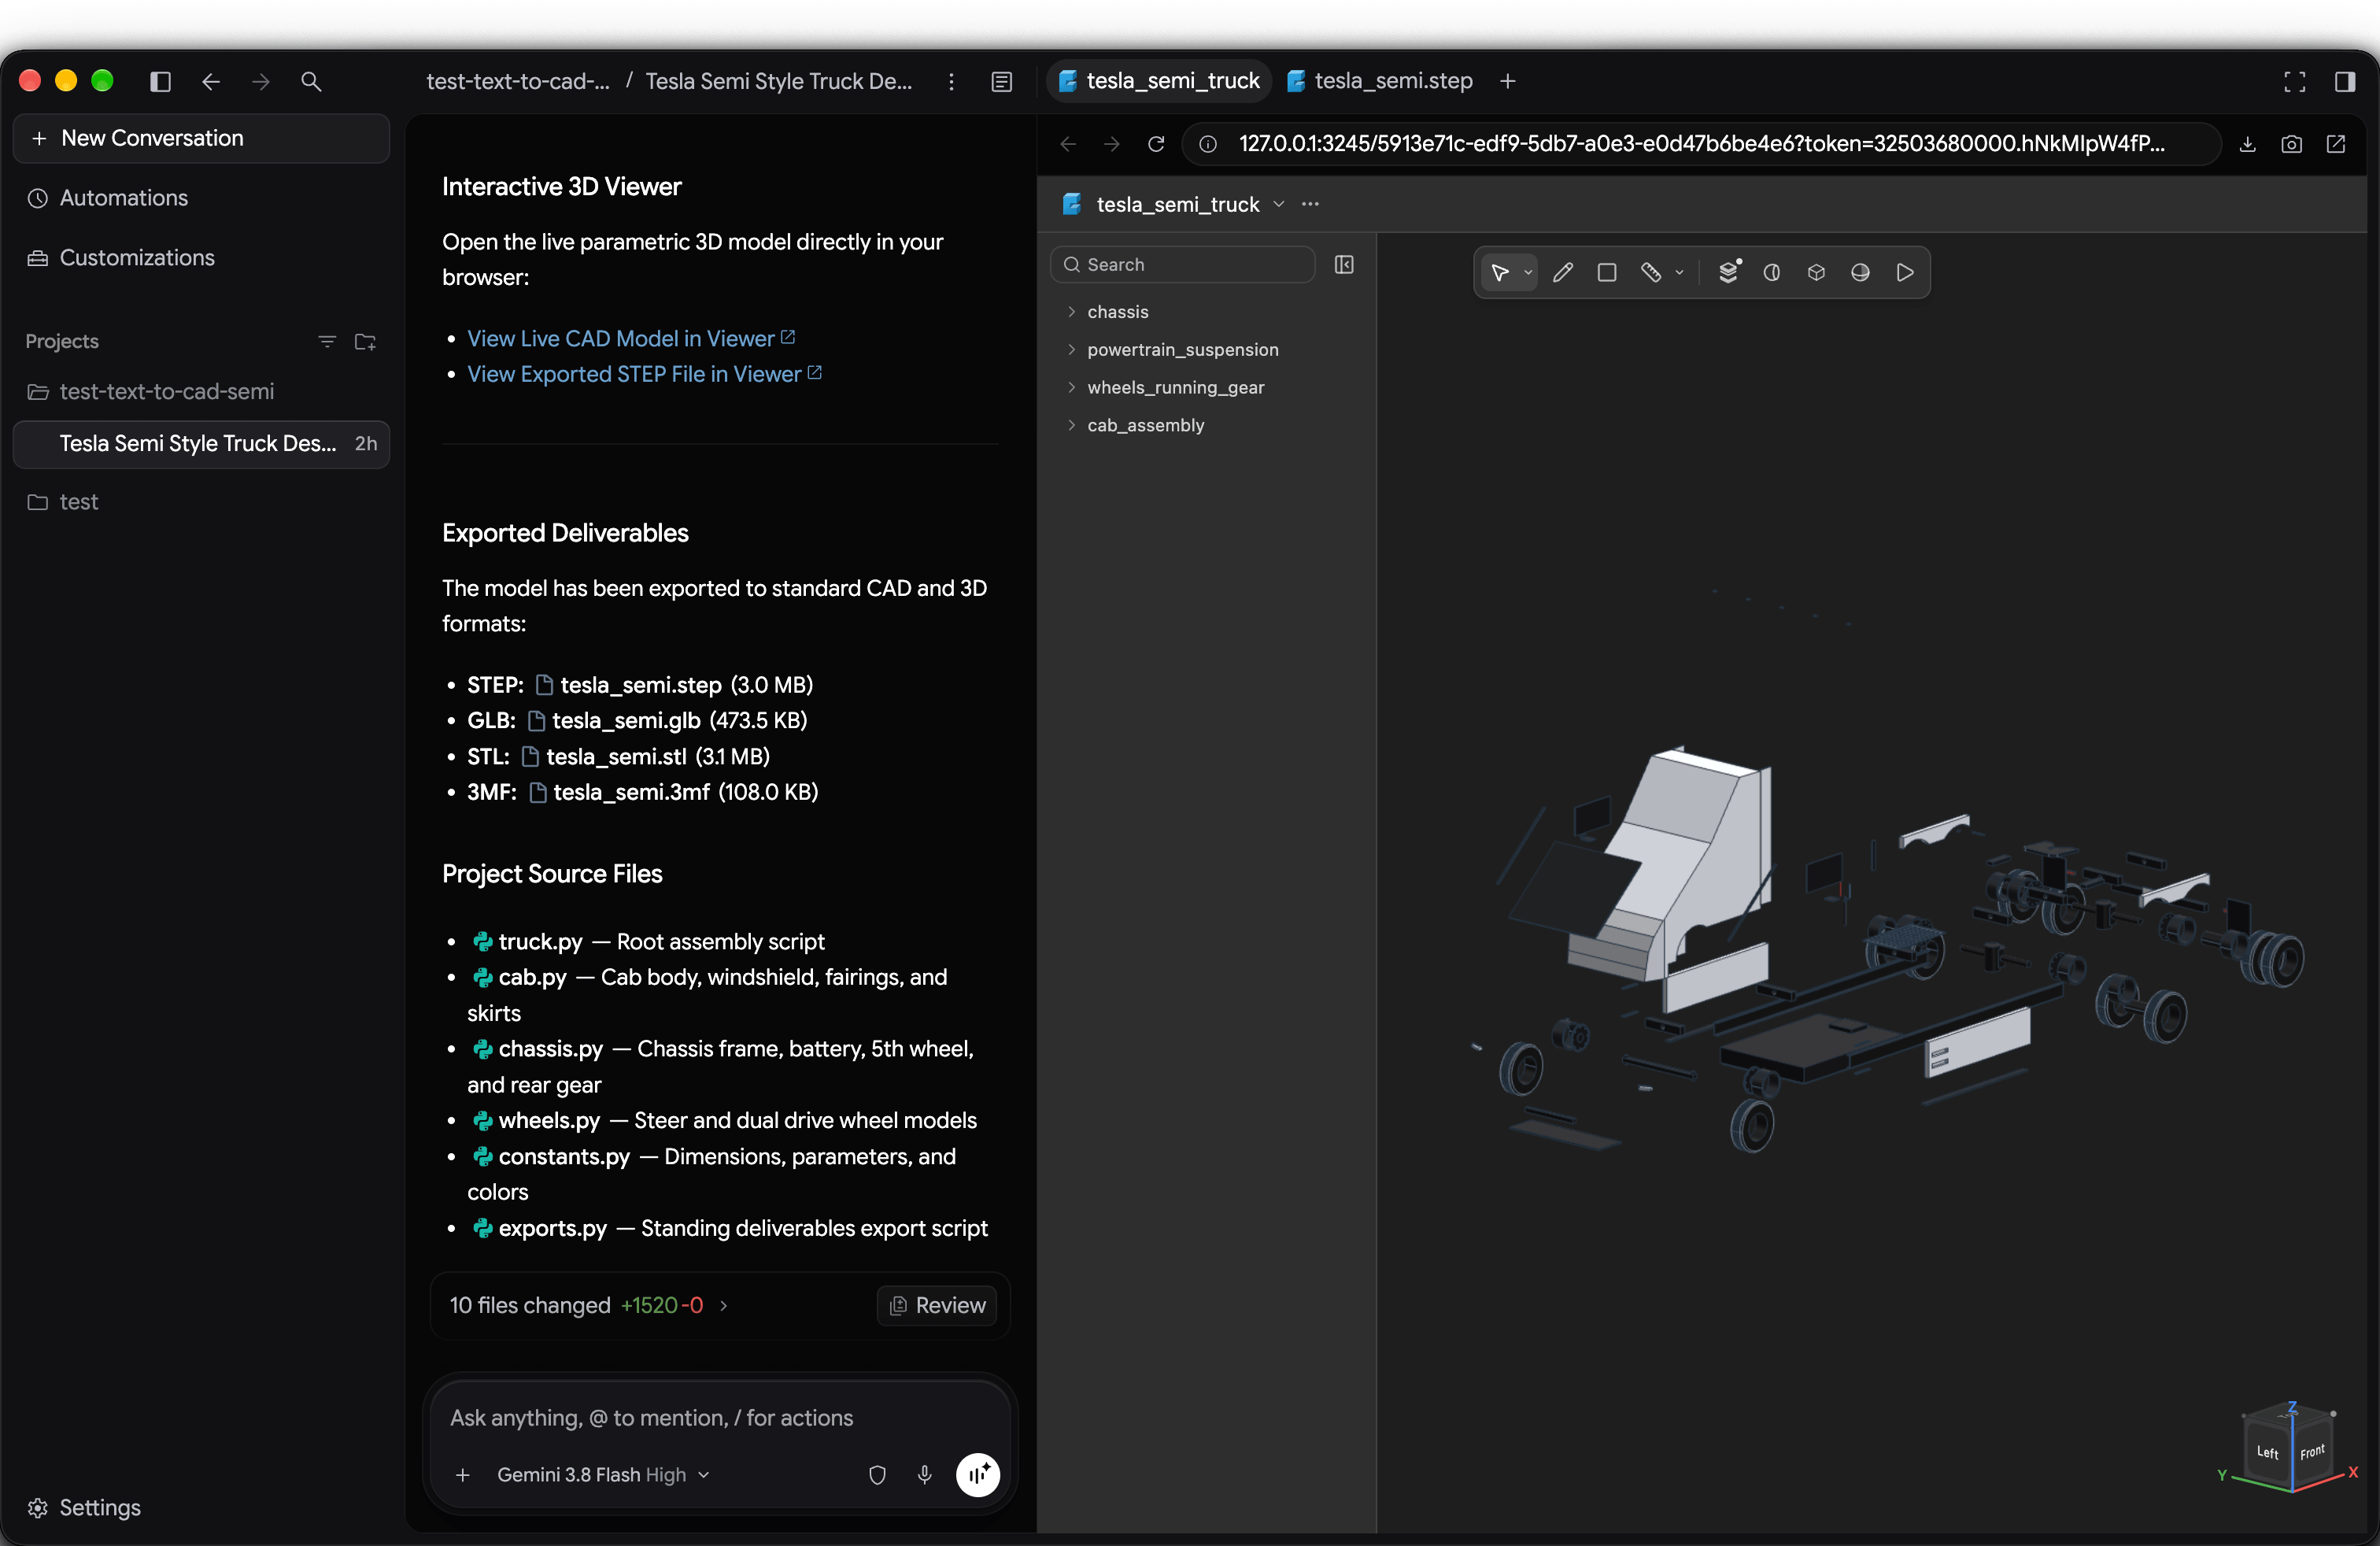 test-text-to-cad-... / Tesla Semi Style Truck De...
tesla_semi_truck
tesla_semi.step
New Conversation
Automations
Customizations
Projects
test-text-to-cad-semi
Tesla Semi Style Truck Des... 2h
test
Settings
Interactive 3D Viewer
Open the live parametric 3D model directly in your
browser:
• View Live CAD Model in Viewer
• View Exported STEP File in Viewer
Exported Deliverables
The model has been exported to standard CAD and 3D
formats:
• STEP: tesla_semi.step (3.0 MB)
• GLB: tesla_semi.glb (473.5 KB)
• STL: tesla_semi.stl (3.1 MB)
• 3MF: tesla_semi.3mf (108.0 KB)
Project Source Files
• truck.py — Root assembly script
• cab.py — Cab body, windshield, fairings, and
skirts
• chassis.py — Chassis frame, battery, 5th wheel,
and rear gear
• wheels.py — Steer and dual drive wheel models
• constants.py — Dimensions, parameters, and
colors
• exports.py — Standing deliverables export script
10 files changed +1520 -0
Review
Ask anything, @ to mention, / for actions
Gemini 3.8 Flash High
127.0.0.1:3245/5913e71c-edf9-5db7-a0e3-e0d47b6be4e6?token=32503680000.hNkMIpW4fP...
tesla_semi_truck
Search
chassis
powertrain_suspension
wheels_running_gear
cab_assembly
Z
Left
Front
Y
X